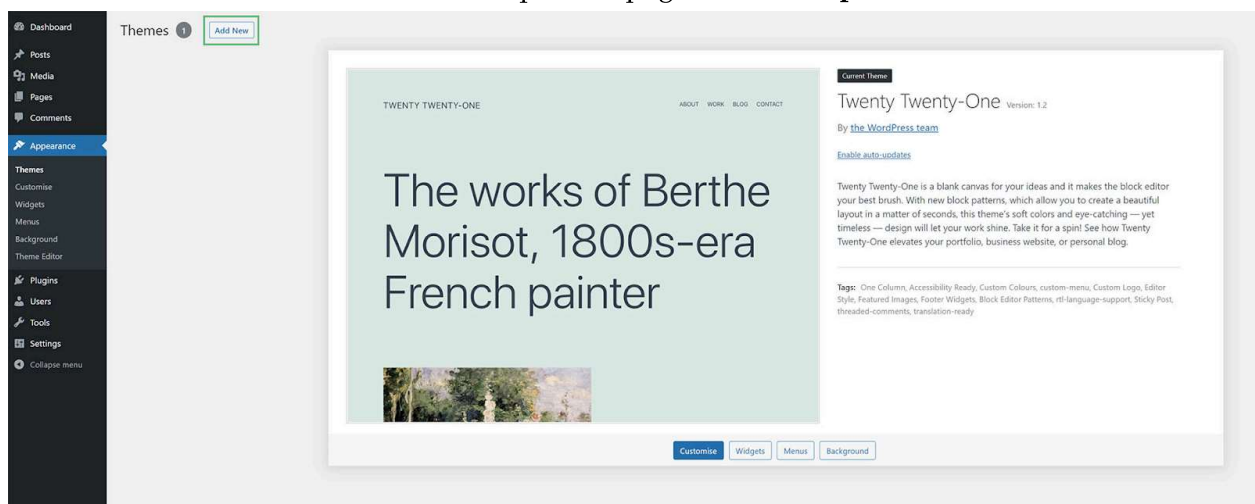 Dashboard
Posts
Media
Pages
Comments
Appearance
Themes
Customise
Widgets
Menus
Background
Theme Editor
Plugins
Users
Tools
Settings
Collapse menu
Themes 1 Add New
TWENTY TWENTY-ONE
ABOUT WORK BLOG CONTACT
The works of Berthe
Morisot, 1800s-era
French painter
Current Theme
Twenty Twenty-One Version: 1.2
By the WordPress team
Enable auto-updates
Twenty Twenty-One is a blank canvas for your ideas and it makes the block editor
your best brush. With new block patterns, which allow you to create a beautiful
layout in a matter of seconds, this theme's soft colors and eye-catching — yet
timeless — design will let your work shine. Take it for a spin! See how Twenty
Twenty-One elevates your portfolio, business website, or personal blog.
Tags: One Column, Accessibility Ready, Custom Colours, custom-menu, Custom Logo, Editor
Style, Featured Images, Footer Widgets, Block Editor Patterns, rtl-language-support, Sticky Post,
threaded-comments, translation-ready
Customise Widgets Menus Background